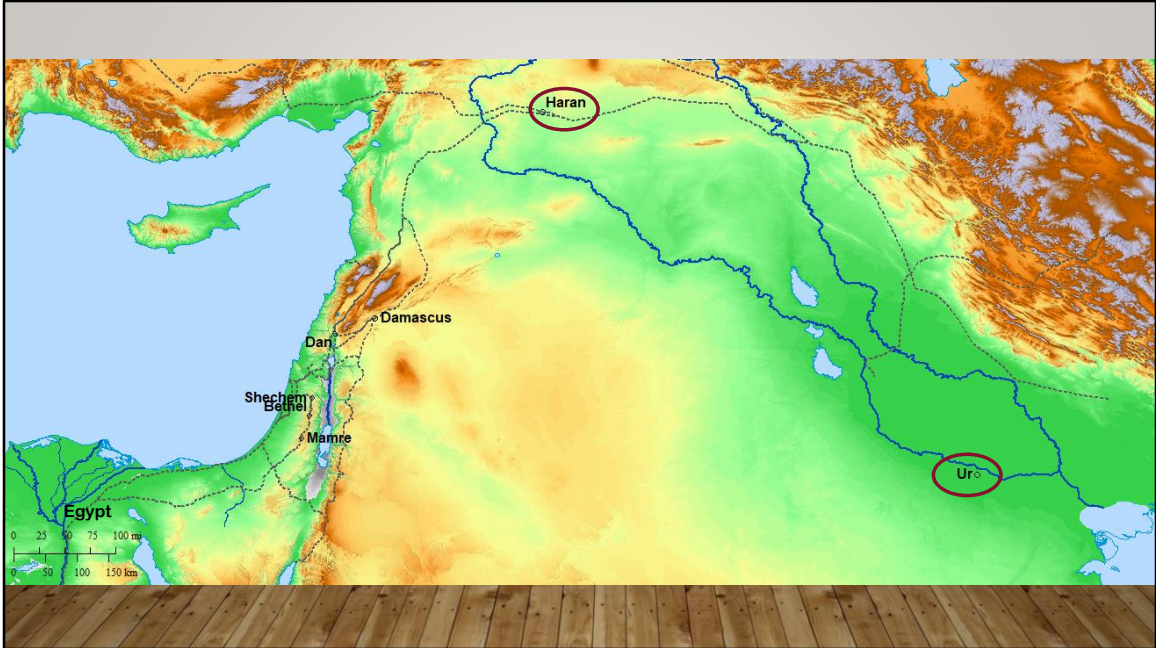 Haran
Damascus
Dan
Shechem
Bethel
Mamre
Ur
Egypt
0 25 50 75 100 mi
0 50 100 150 km